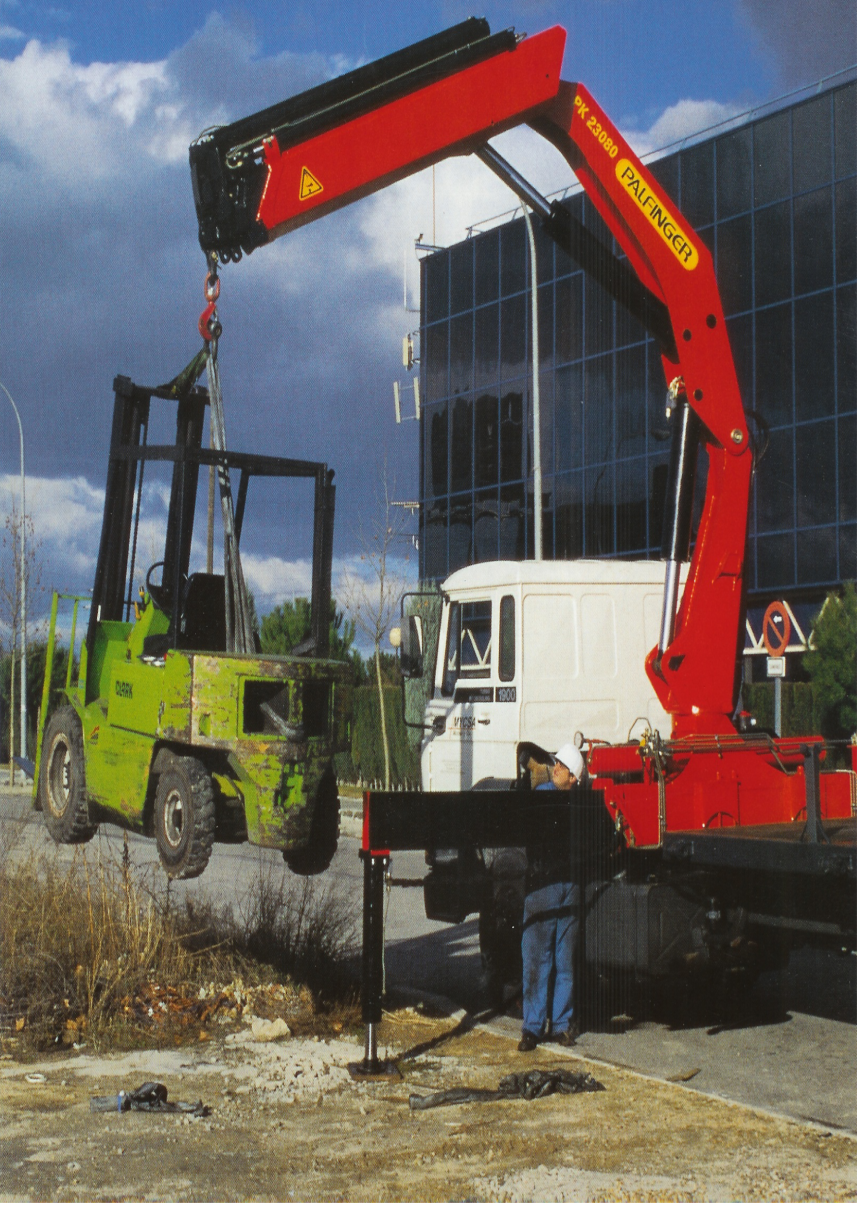 PK 23080
PALFINGER
CLARK
1900